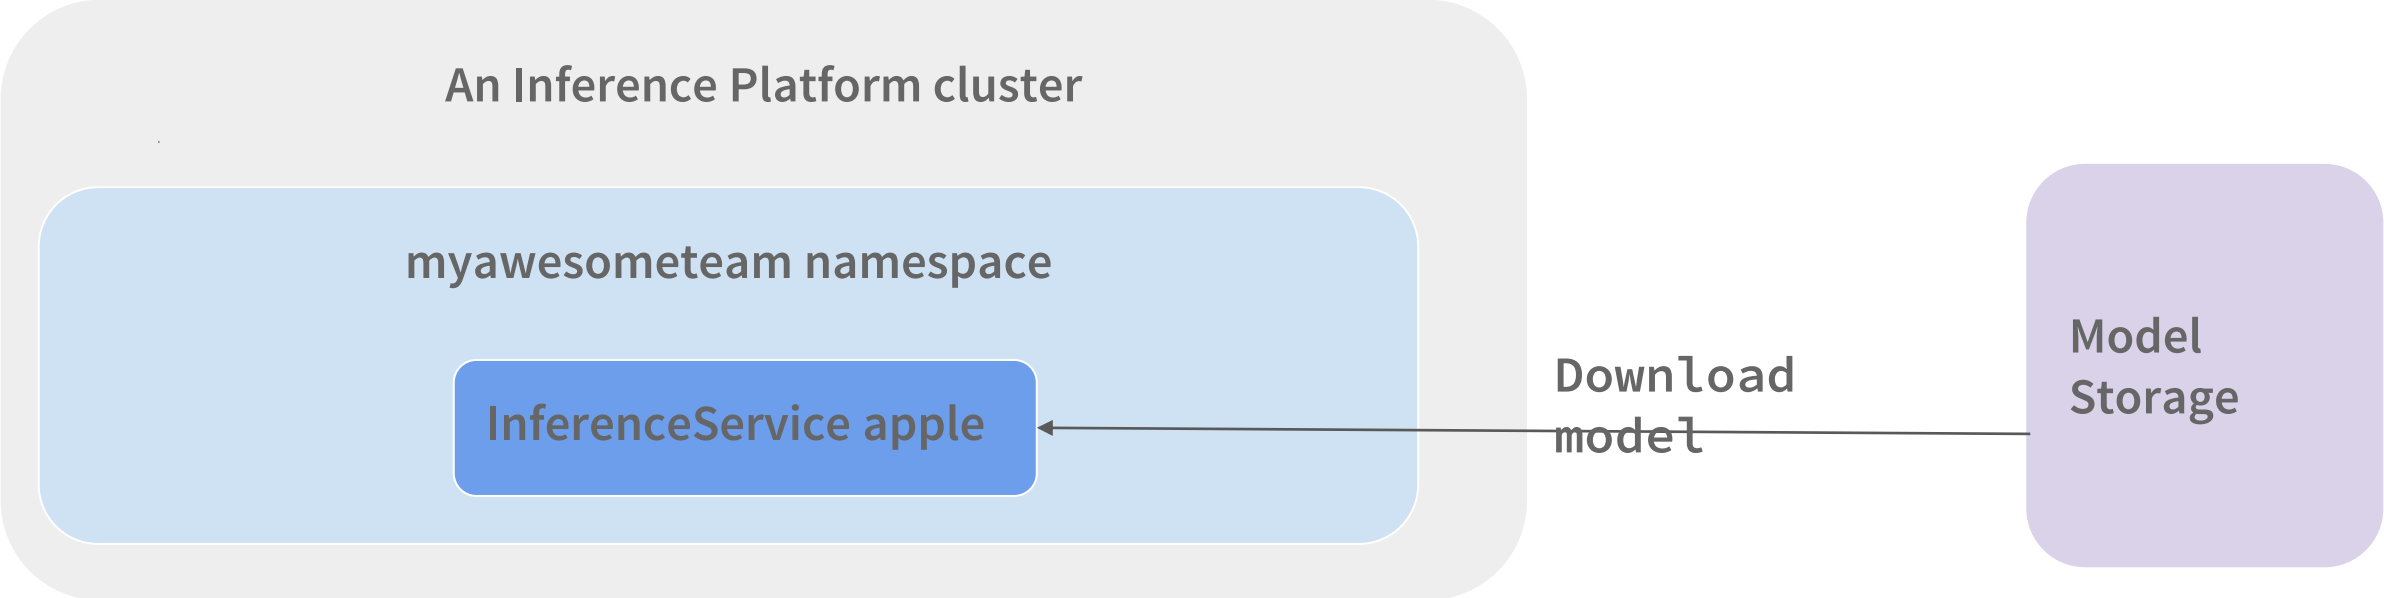 An Inference Platform cluster
myawesometeam namespace
InferenceService apple
Download
model
Model
Storage